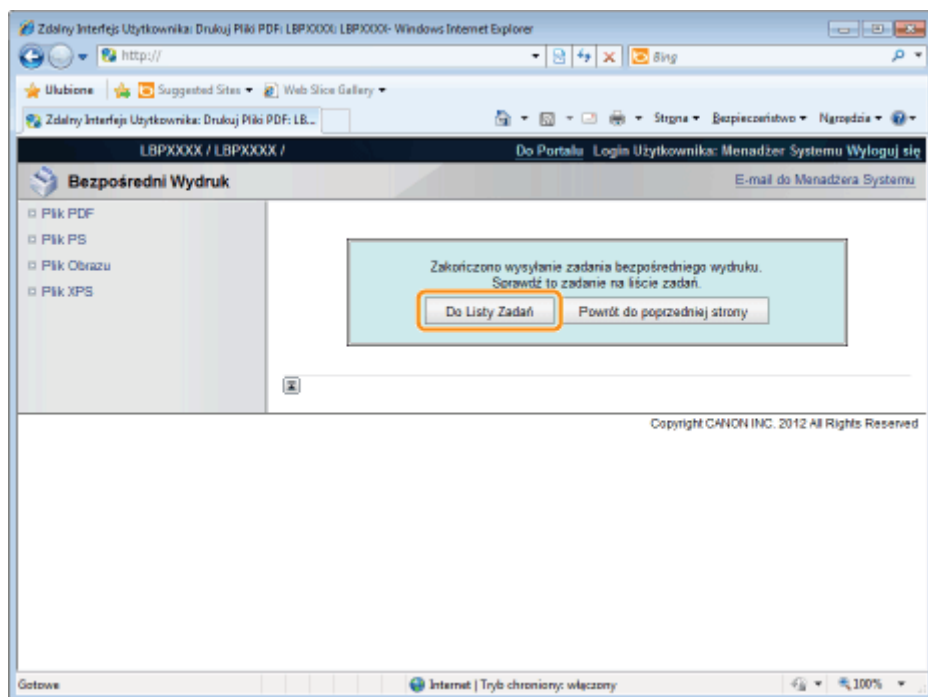 Zdalny Interfejs Użytkownika: Drukuj Pliki PDF: LBPXXXX: LBPXXXX- Windows Internet Explorer
http://
Bing
Ulubione Suggested Sites Web Slice Gallery
Zdalny Interfejs Użytkownika: Drukuj Pliki PDF: LB... Strona Bezpieczeństwo Narzędzia
LBPXXXX / LBPXXXX / Do Portalu Login Użytkownika: Menadżer Systemu Wyloguj się
Bezpośredni Wydruk E-mail do Menadżera Systemu
Plik PDF
Plik PS
Plik Obrazu
Plik XPS
Zakończono wysyłanie zadania bezpośredniego wydruku.
Sprawdź to zadanie na liście zadań.
Do Listy Zadań Powrót do poprzedniej strony
Copyright CANON INC. 2012 All Rights Reserved
Gotowe Internet | Tryb chroniony: włączony 100%